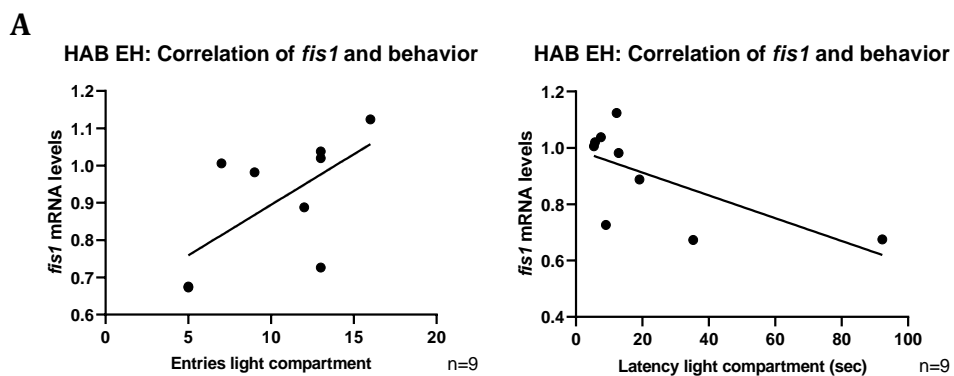 A
HAB EH: Correlation of fis1 and behavior
fis1 mRNA levels
1.2
1.1
1.0
0.9
0.8
0.7
0.6
0
5
10
15
20
Entries light compartment
n=9
HAB EH: Correlation of fis1 and behavior
fis1 mRNA levels
1.2
1.0
0.8
0.6
0.4
0
20
40
60
80
100
Latency light compartment (sec)
n=9